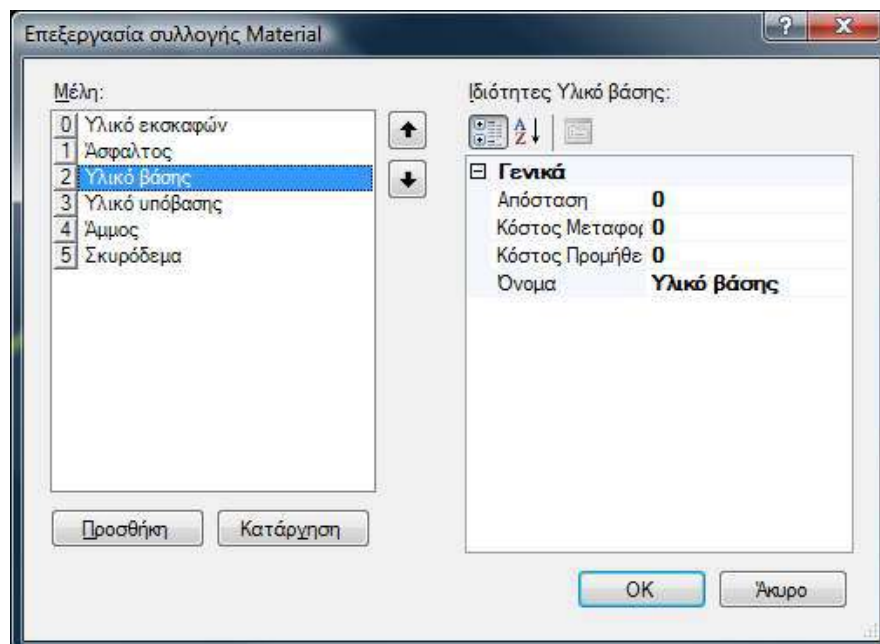 Επεξεργασία συλλογής Material
Μέλη:
0 Υλικό εκσκαφών
1 Άσφαλτος
2 Υλικό βάσης
3 Υλικό υπόβασης
4 Άμμος
5 Σκυρόδεμα
Προσθήκη
Κατάργηση
Ιδιότητες Υλικό βάσης:
Γενικά
Απόσταση 0
Κόστος Μεταφορ 0
Κόστος Προμήθε 0
Όνομα Υλικό βάσης
OK
Άκυρο